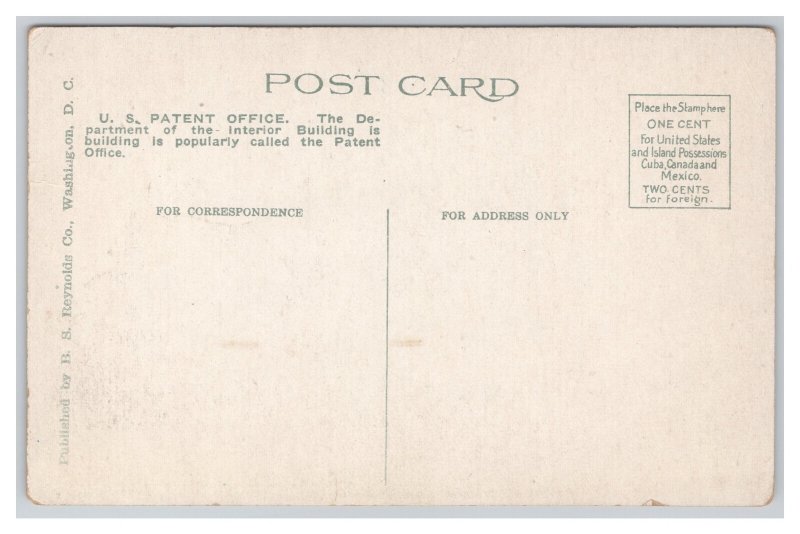 POST CARD
U. S. PATENT OFFICE. The De-
partment of the Interior Building is
building is popularly called the Patent
Office.
Place the Stamp here
ONE CENT
For United States
and Island Possessions
Cuba, Canada and
Mexico.
TWO CENTS
for foreign.
FOR CORRESPONDENCE
FOR ADDRESS ONLY
Published by B. S. Reynolds Co., Washington, D. C.